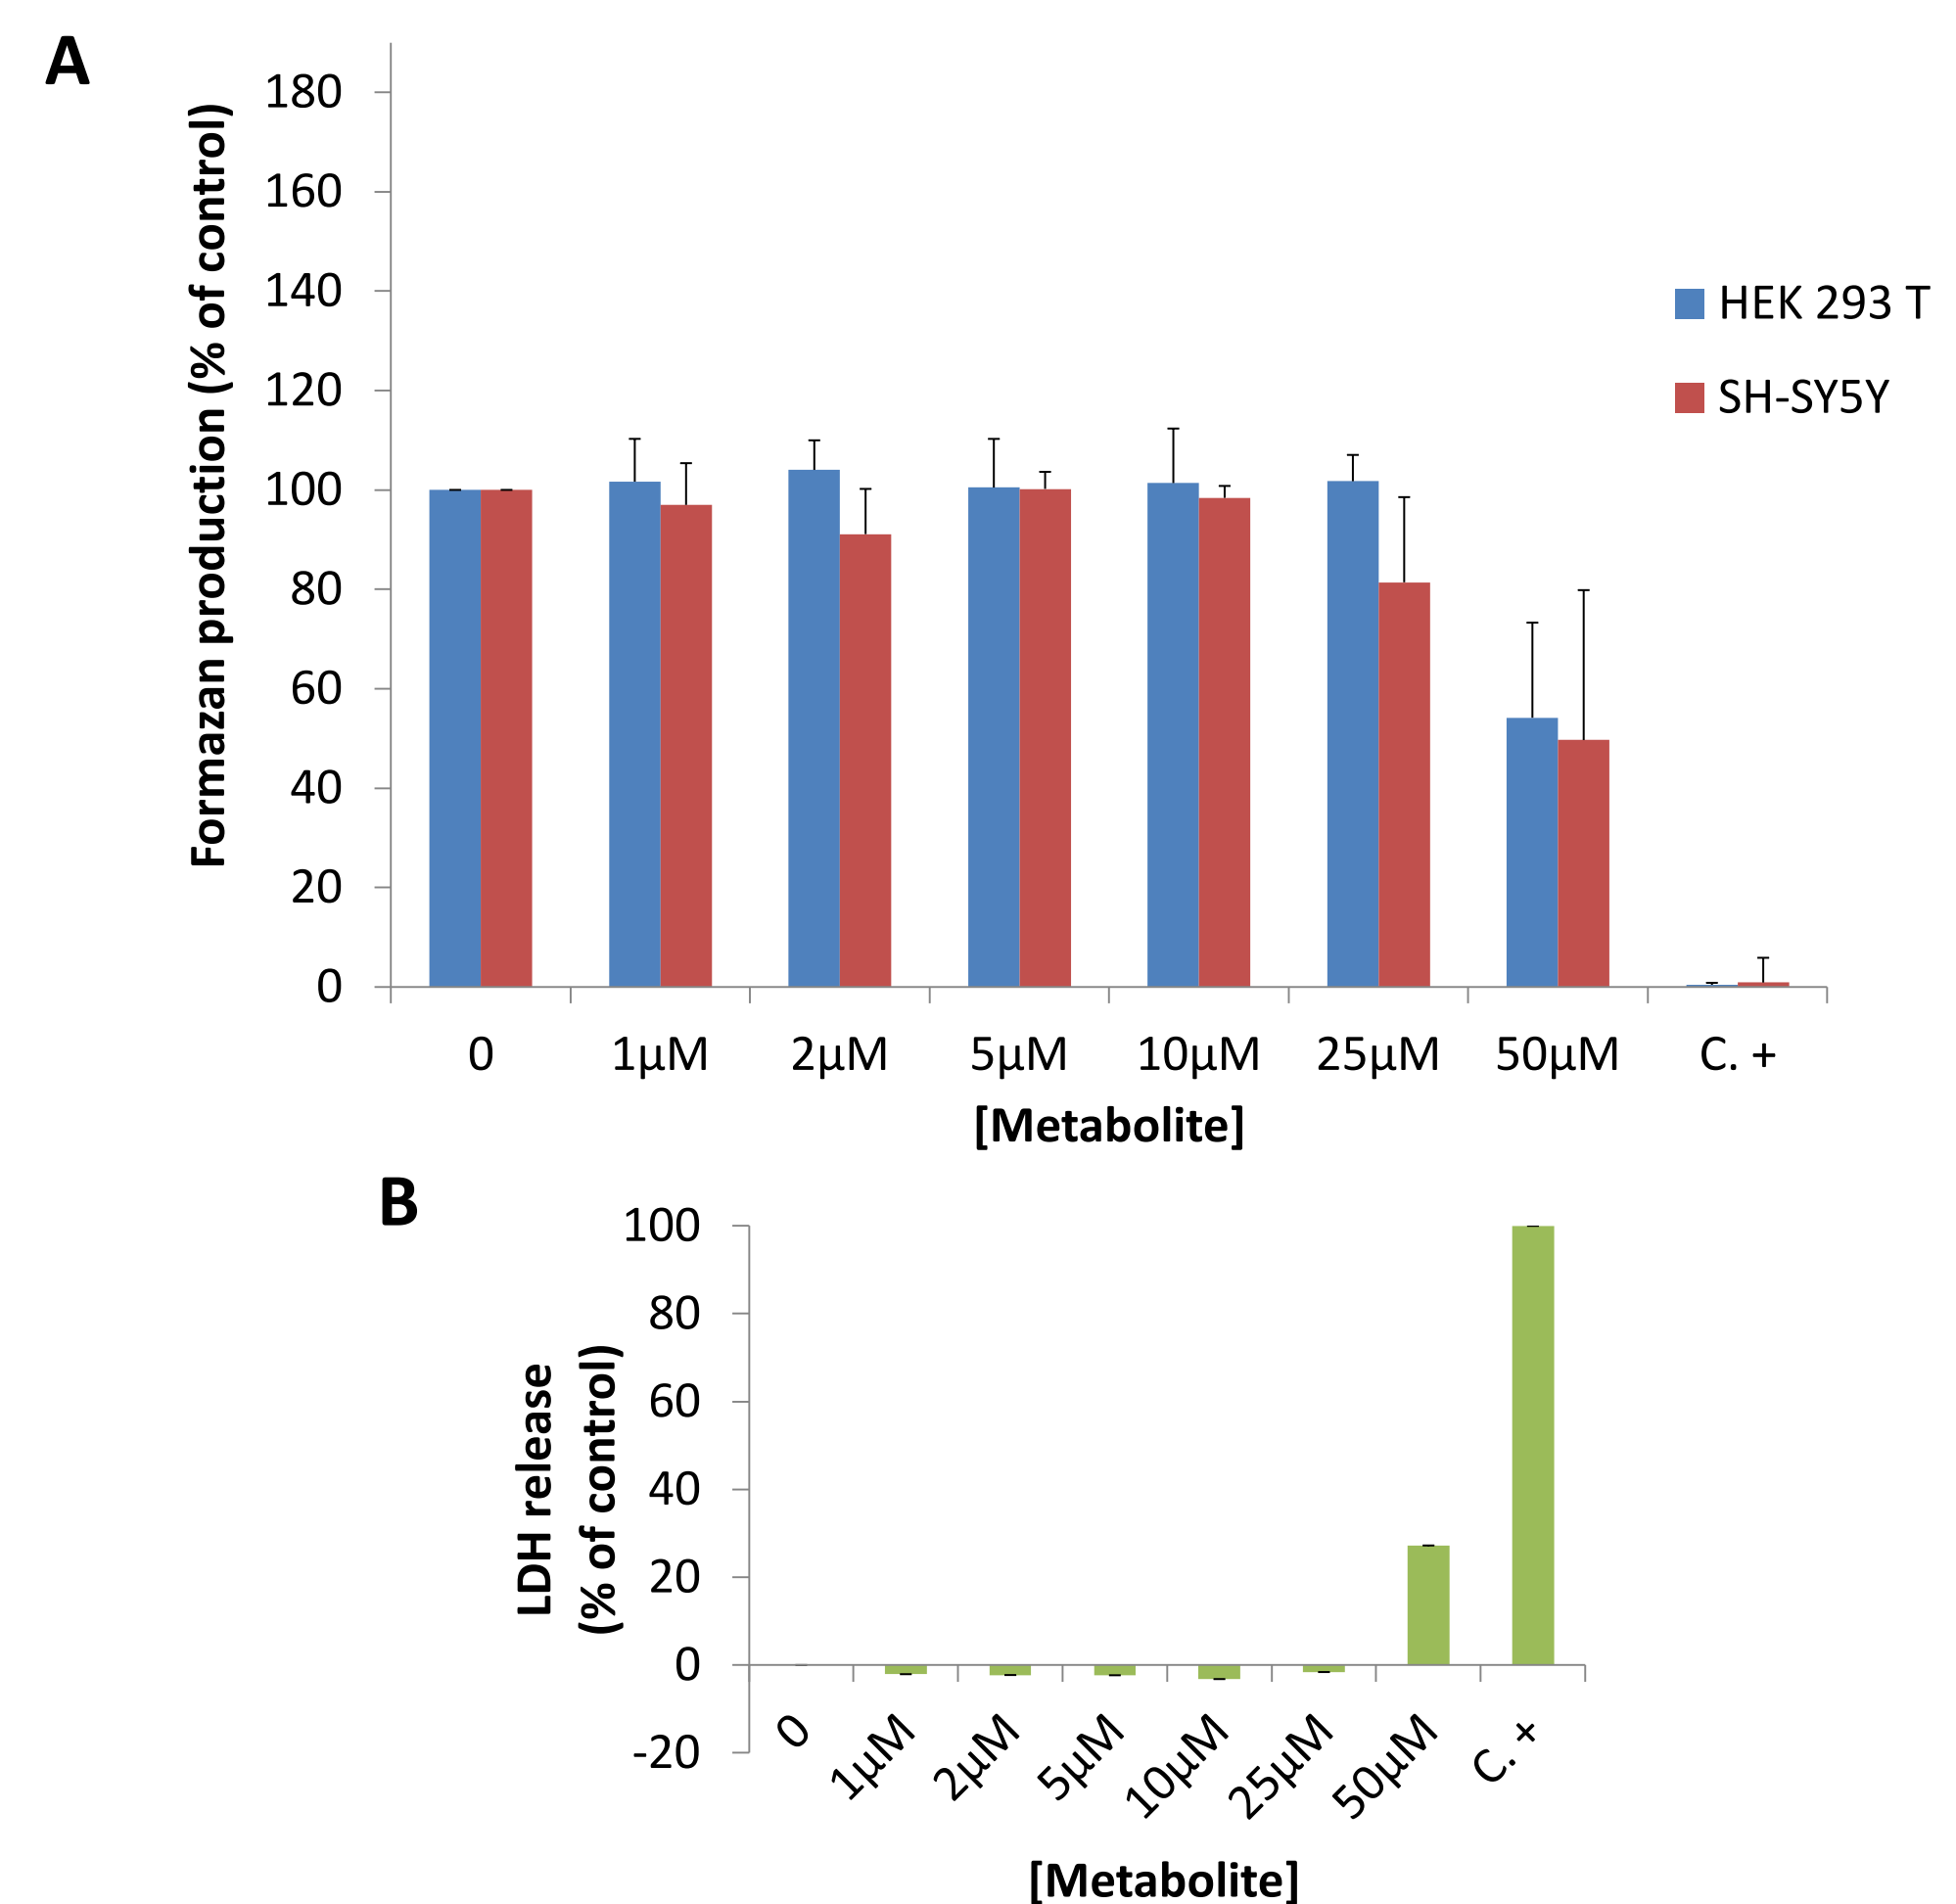 A
Formazan production (% of control)
180
160
140
120
100
80
60
40
20
0
HEK 293 T
SH-SY5Y
0 1µM 2µM 5µM 10µM 25µM 50µM C. +
[Metabolite]
B
LDH release
(% of control)
100
80
60
40
20
0
-20
0 1µM 2µM 5µM 10µM 25µM 50µM C. +
[Metabolite]